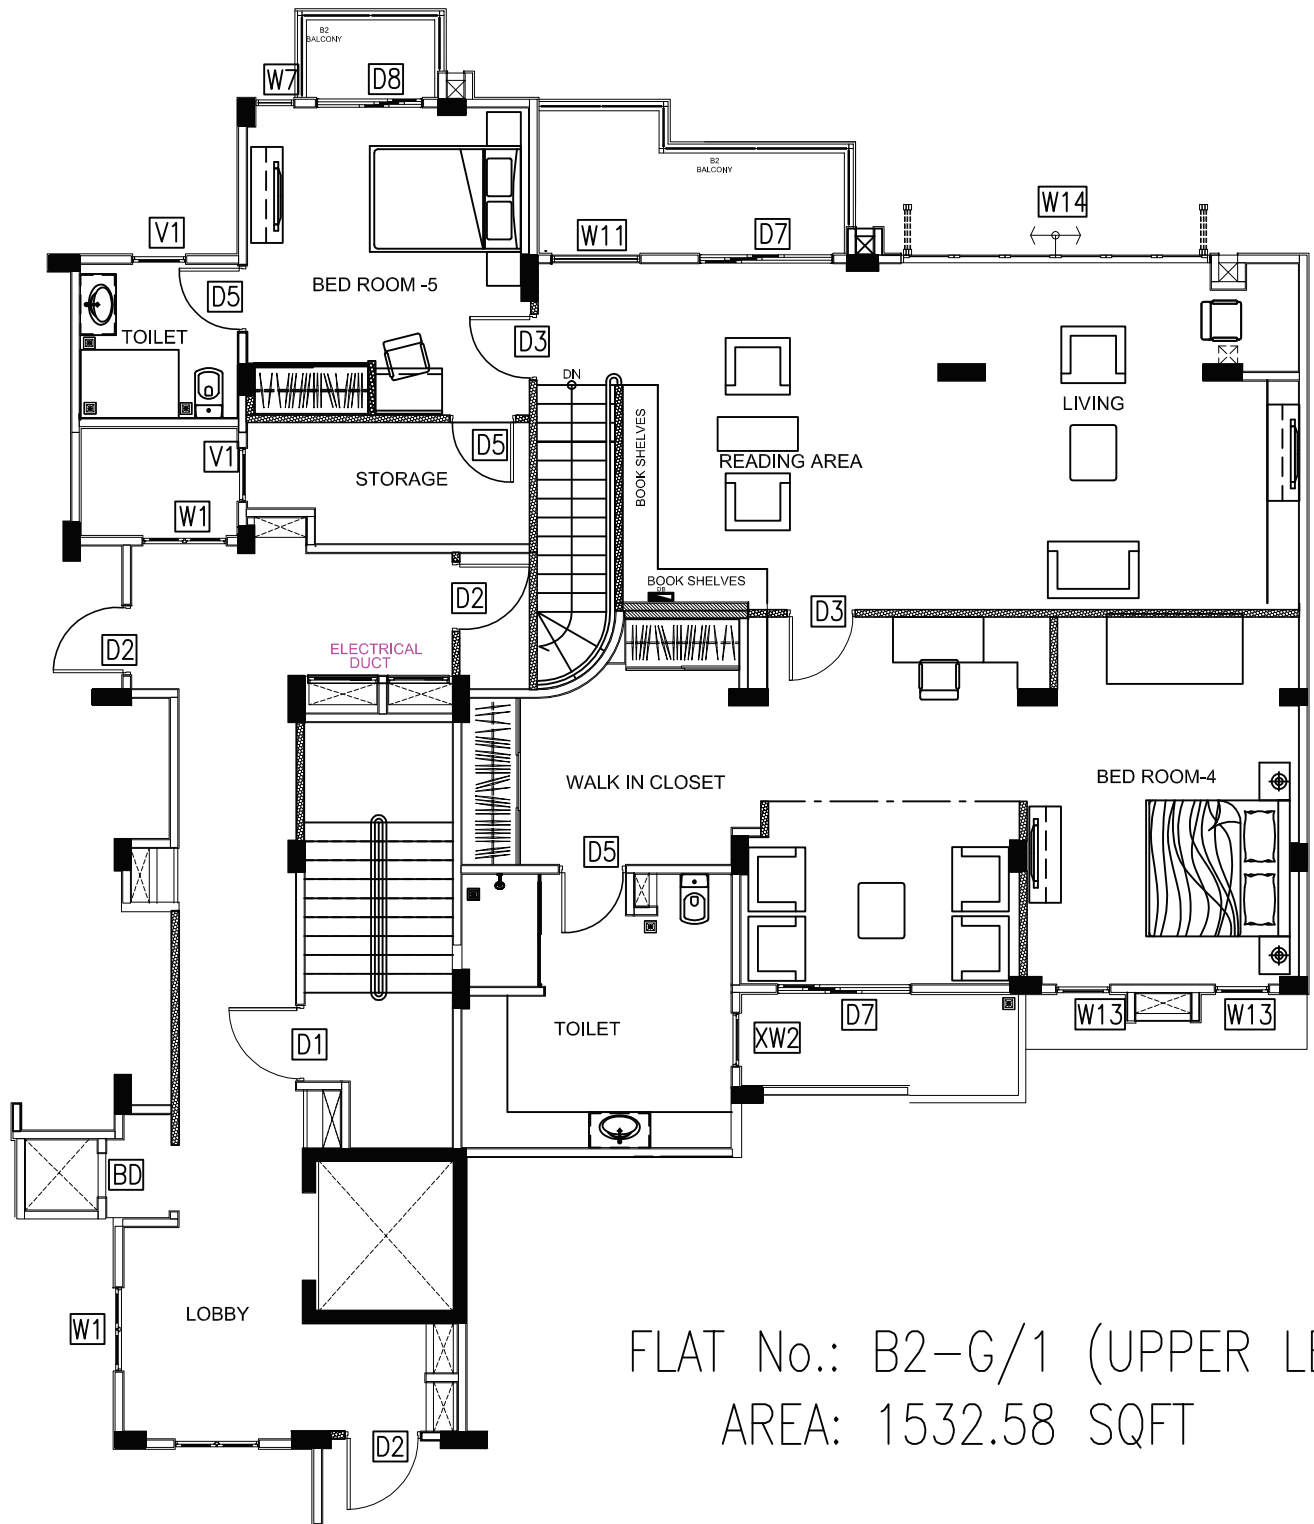 B2
BALCONY
W7
D8
B2
BALCONY
W14
V1
W11
D7
D5
BED ROOM -5
TOILET
D3
DN
LIVING
BOOK SHELVES
V1
D5
READING AREA
STORAGE
W1
BOOK SHELVES
DB
D2
D3
D2
ELECTRICAL
DUCT
WALK IN CLOSET
BED ROOM-4
D5
D1
TOILET
XW2
D7
W13
W13
BD
LOBBY
W1
FLAT No.: B2-G/1 (UPPER LE
AREA: 1532.58 SQFT
D2